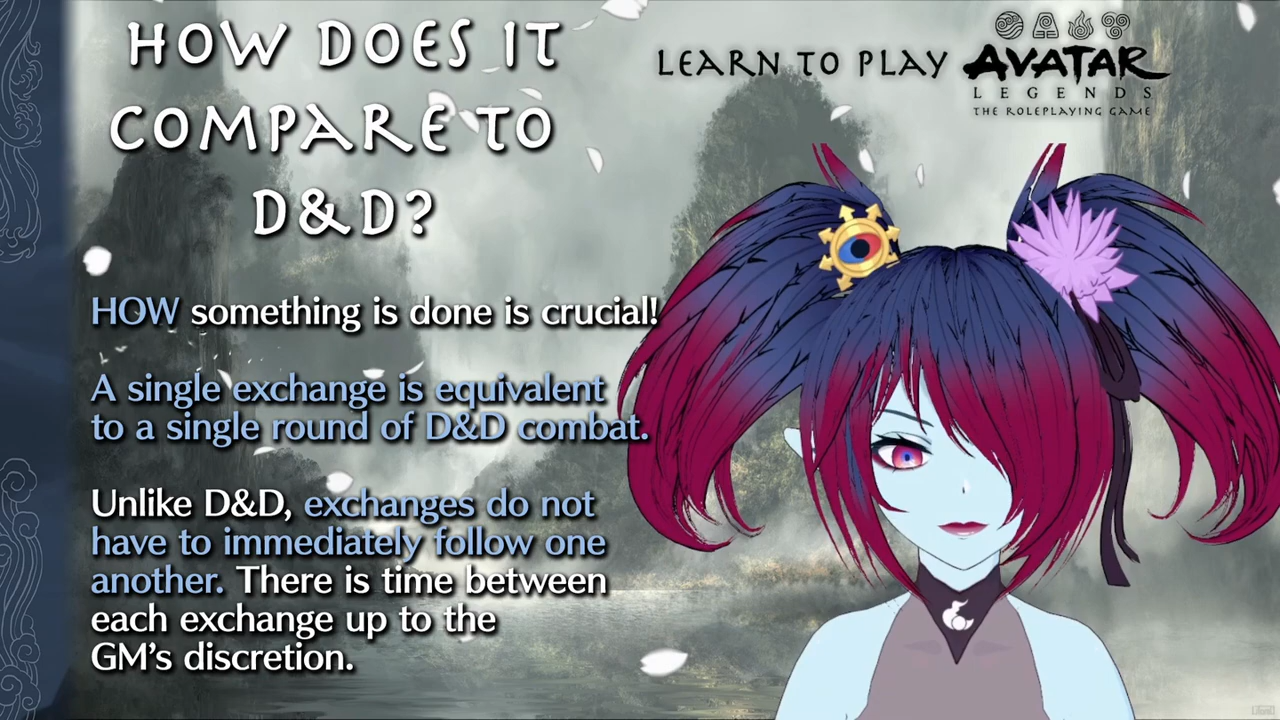 HOW DOES IT
COMPARE TO
D&D?
LEARN TO PLAY
AVATAR
LEGENDS
THE ROLEPLAYING GAME
HOW something is done is crucial!
A single exchange is equivalent
to a single round of D&D combat.
Unlike D&D, exchanges do not
have to immediately follow one
another. There is time between
each exchange up to the
GM’s discretion.